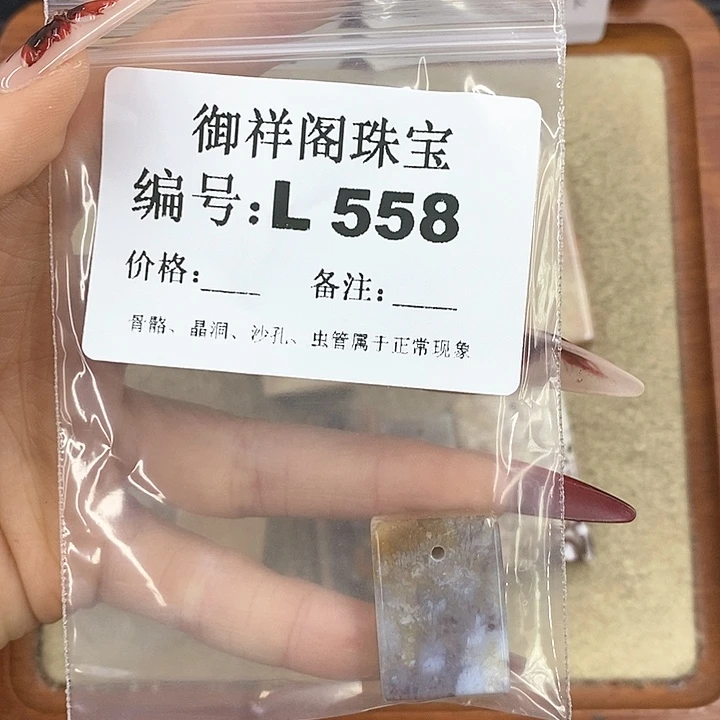 御祥阁珠宝
编号:L 558
价格:____ 备注:____
骨骼、晶洞、沙孔、虫管属于正常现象